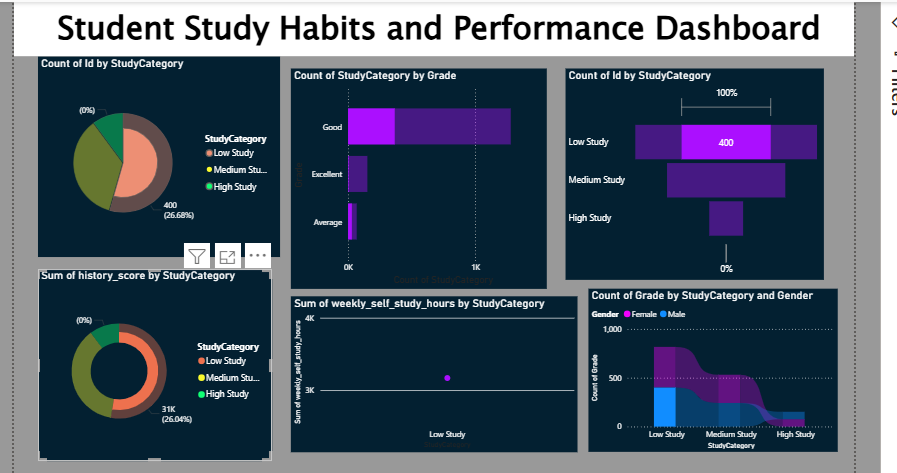 Student Study Habits and Performance Dashboard
Filters
Count of Id by StudyCategory
(0%)
StudyCategory
Low Study
Medium Stu...
High Study
400
(26.68%)
Count of StudyCategory by Grade
Good
Excellent
Average
Grade
0K
1K
Count of StudyCategory
Count of Id by StudyCategory
100%
Low Study
400
Medium Study
High Study
0%
Sum of history_score by StudyCategory
(0%)
StudyCategory
Low Study
Medium Stu...
High Study
31K
(26.04%)
Sum of weekly_self_study_hours by StudyCategory
4K
3K
Sum of weekly_self_study_hours
Low Study
Count of Grade by StudyCategory and Gender
Gender Female Male
1,000
500
0
Count of Grade
Low Study
Medium Study
High Study
StudyCategory